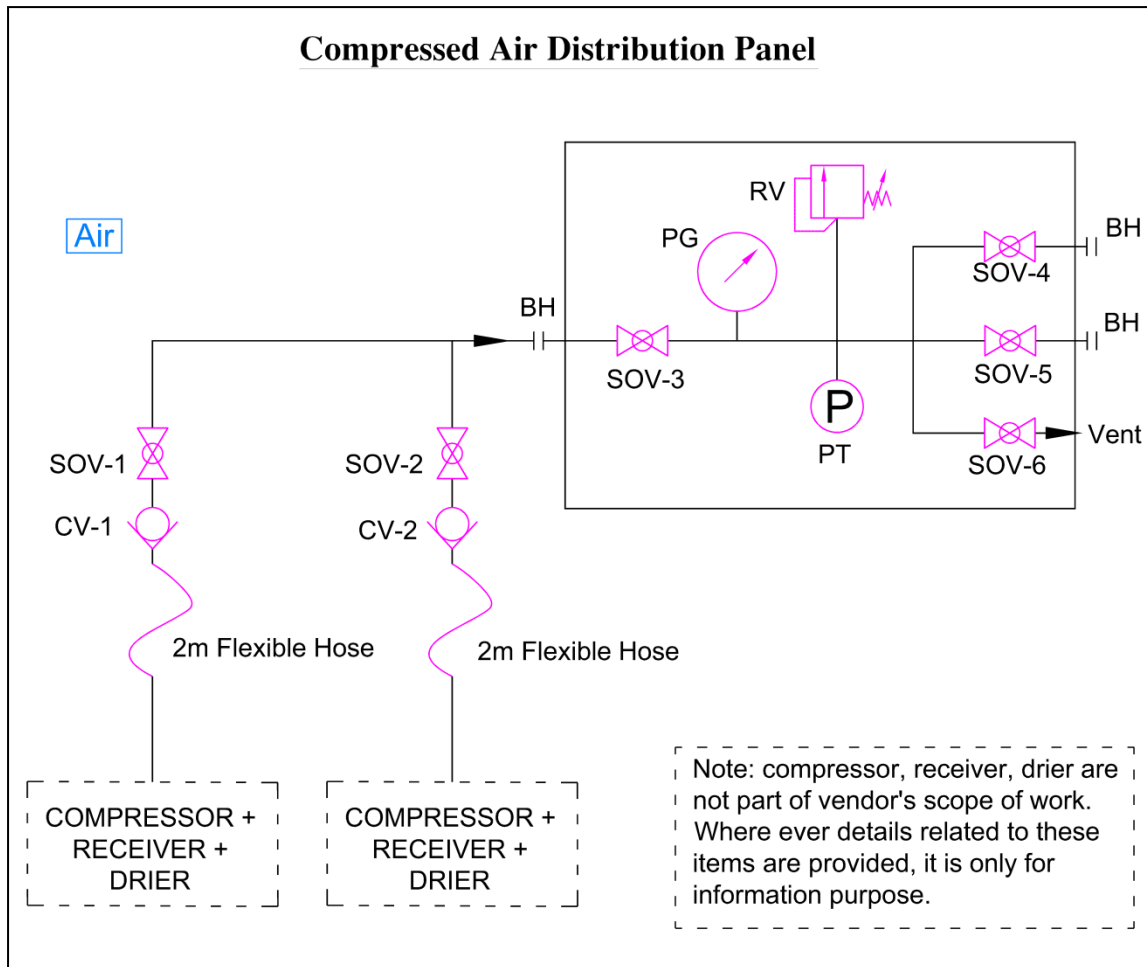 Compressed Air Distribution Panel
Air
RV
PG
BH
SOV-4
BH
BH
SOV-3
SOV-5
P
PT
SOV-6
Vent
SOV-1
SOV-2
CV-1
CV-2
2m Flexible Hose
2m Flexible Hose
COMPRESSOR +
RECEIVER +
DRIER
COMPRESSOR +
RECEIVER +
DRIER
Note: compressor, receiver, drier are
not part of vendor's scope of work.
Where ever details related to these
items are provided, it is only for
information purpose.